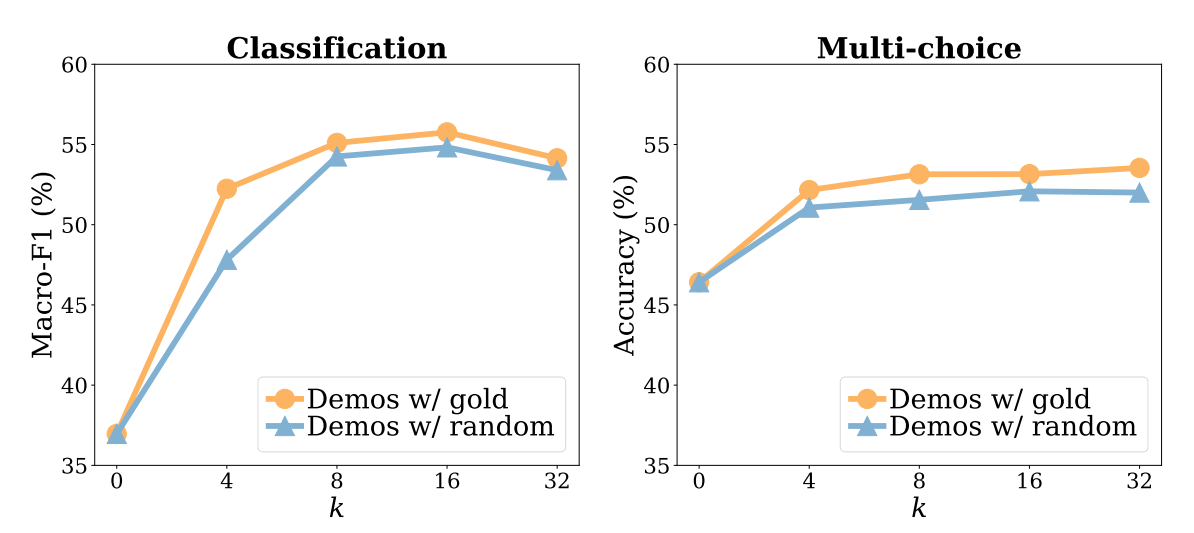 Classification
60
55
50
45
40
35
Macro-F1 (%)
Demos w/ gold
Demos w/ random
0 4 8 16 32
k
Multi-choice
60
55
50
45
40
35
Accuracy (%)
Demos w/ gold
Demos w/ random
0 4 8 16 32
k